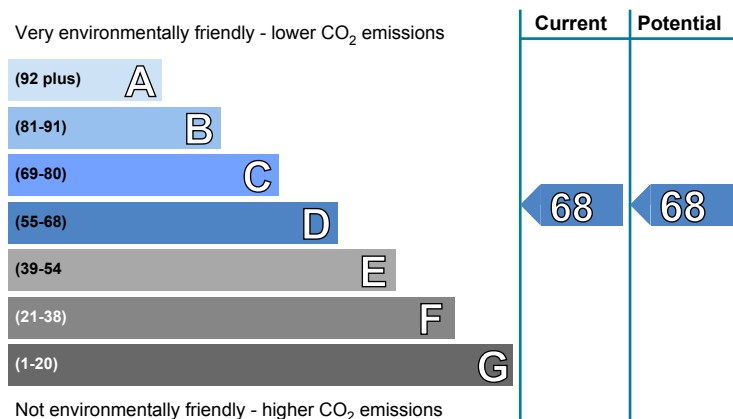 Current Potential
Very environmentally friendly - lower CO2 emissions
(92 plus) A
(81-91) B
(69-80) C
(55-68) D
68 68
(39-54 E
(21-38) F
(1-20) G
Not environmentally friendly - higher CO2 emissions